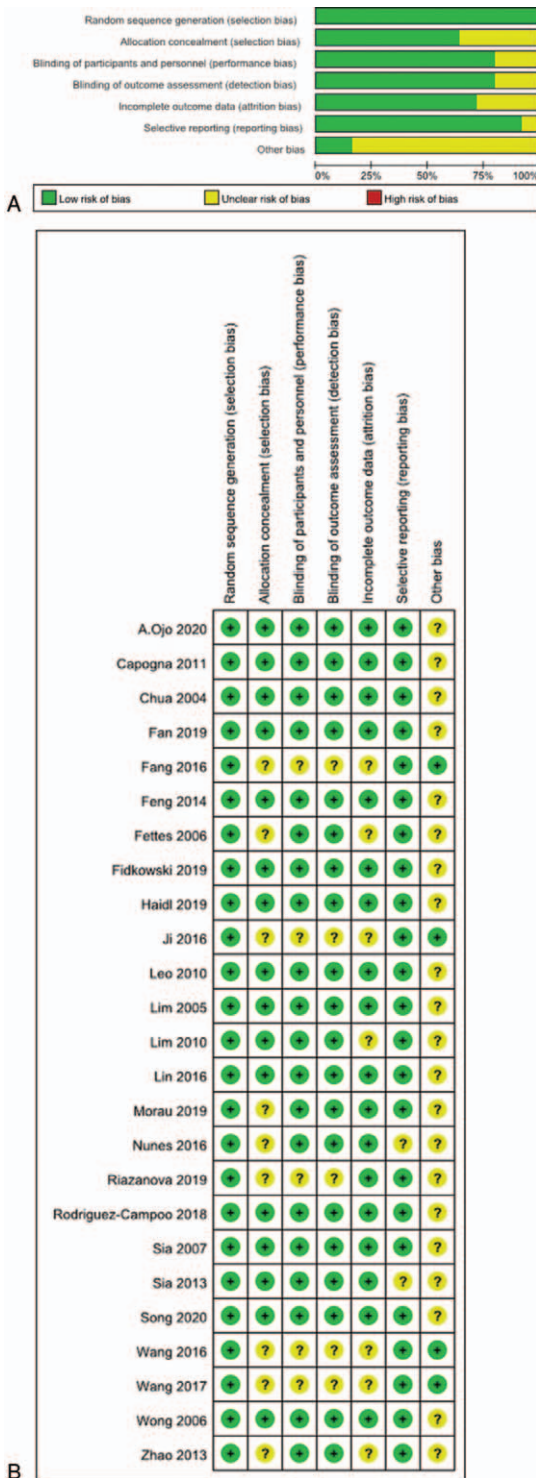 Random sequence generation (selection bias)
Allocation concealment (selection bias)
Blinding of participants and personnel (performance bias)
Blinding of outcome assessment (detection bias)
Incomplete outcome data (attrition bias)
Selective reporting (reporting bias)
Other bias
0% 25% 50% 75% 100%
A Low risk of bias Unclear risk of bias High risk of bias
Random sequence generation (selection bias)
Allocation concealment (selection bias)
Blinding of participants and personnel (performance bias)
Blinding of outcome assessment (detection bias)
Incomplete outcome data (attrition bias)
Selective reporting (reporting bias)
Other bias
A.Ojo 2020 + + + + + + ?
Capogna 2011 + + + + + + ?
Chua 2004 + + + + + + ?
Fan 2019 + + + + + + ?
Fang 2016 + ? ? ? ? + +
Feng 2014 + + + + + + ?
Fettes 2006 + ? + + ? + ?
Fidkowski 2019 + + + + + + ?
Haidl 2019 + + + + + + ?
Ji 2016 + ? ? ? ? + +
Leo 2010 + + + + + + ?
Lim 2005 + + + + + + ?
Lim 2010 + + + + ? + ?
Lin 2016 + + + + + + ?
Morau 2019 + ? + + + + ?
Nunes 2016 + ? + + + ? ?
Riazanova 2019 + ? ? ? + + ?
Rodriguez-Campoo 2018 + + + + + + ?
Sia 2007 + + + + + + ?
Sia 2013 + + + + + ? ?
Song 2020 + + + + + + ?
Wang 2016 + ? ? ? ? + +
Wang 2017 + ? ? ? ? + +
Wong 2006 + + + + + + ?
Zhao 2013 + ? + + ? + ?
B